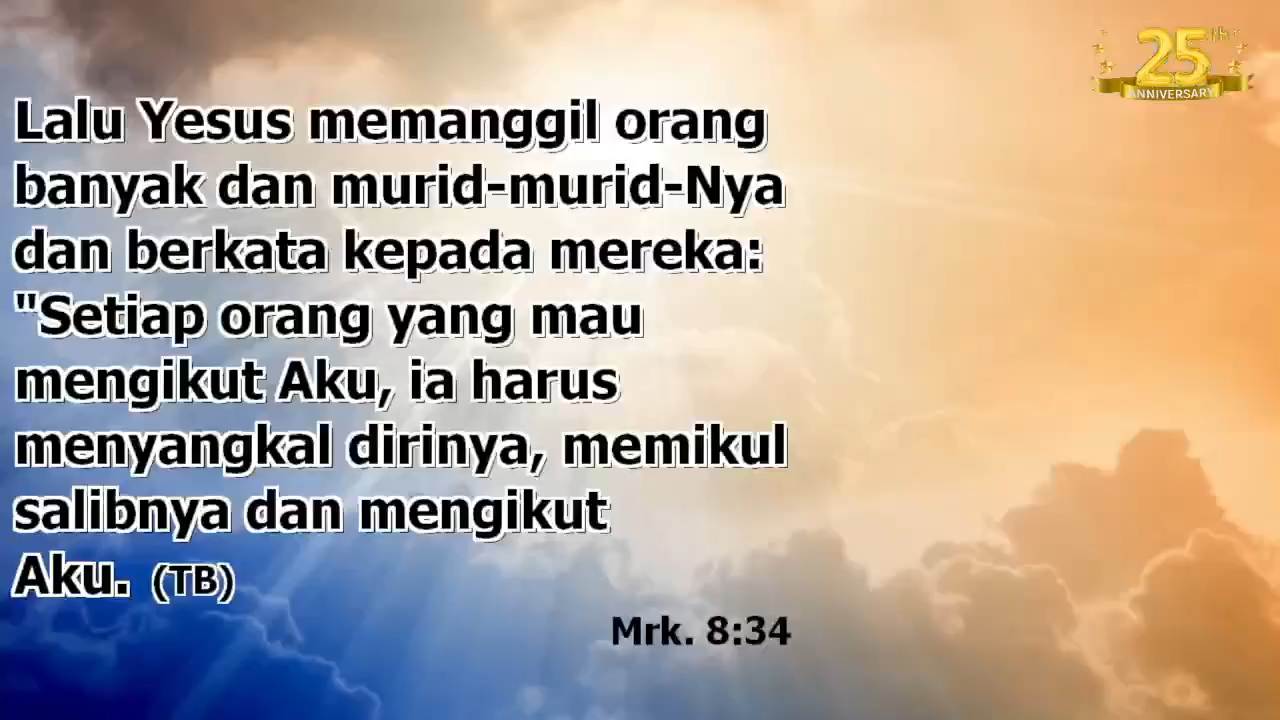 25th
ANNIVERSARY
Lalu Yesus memanggil orang
banyak dan murid-murid-Nya
dan berkata kepada mereka:
"Setiap orang yang mau
mengikut Aku, ia harus
menyangkal dirinya, memikul
salibnya dan mengikut
Aku. (TB)
Mrk. 8:34